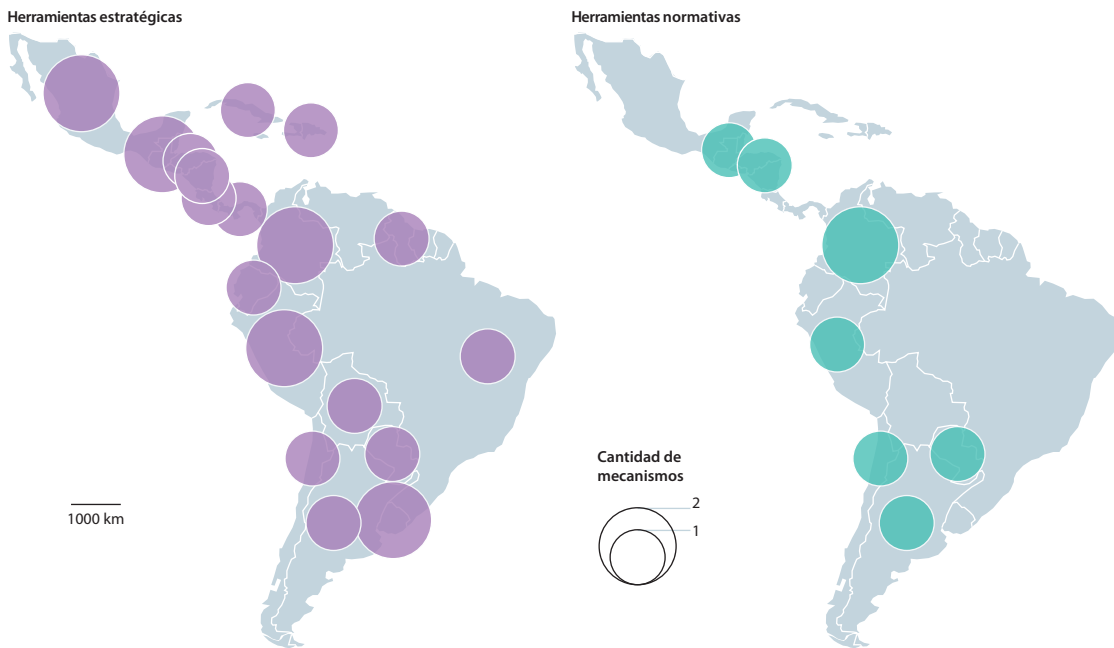 Herramientas estratégicas
Herramientas normativas
Cantidad de
mecanismos
2
1
1000 km